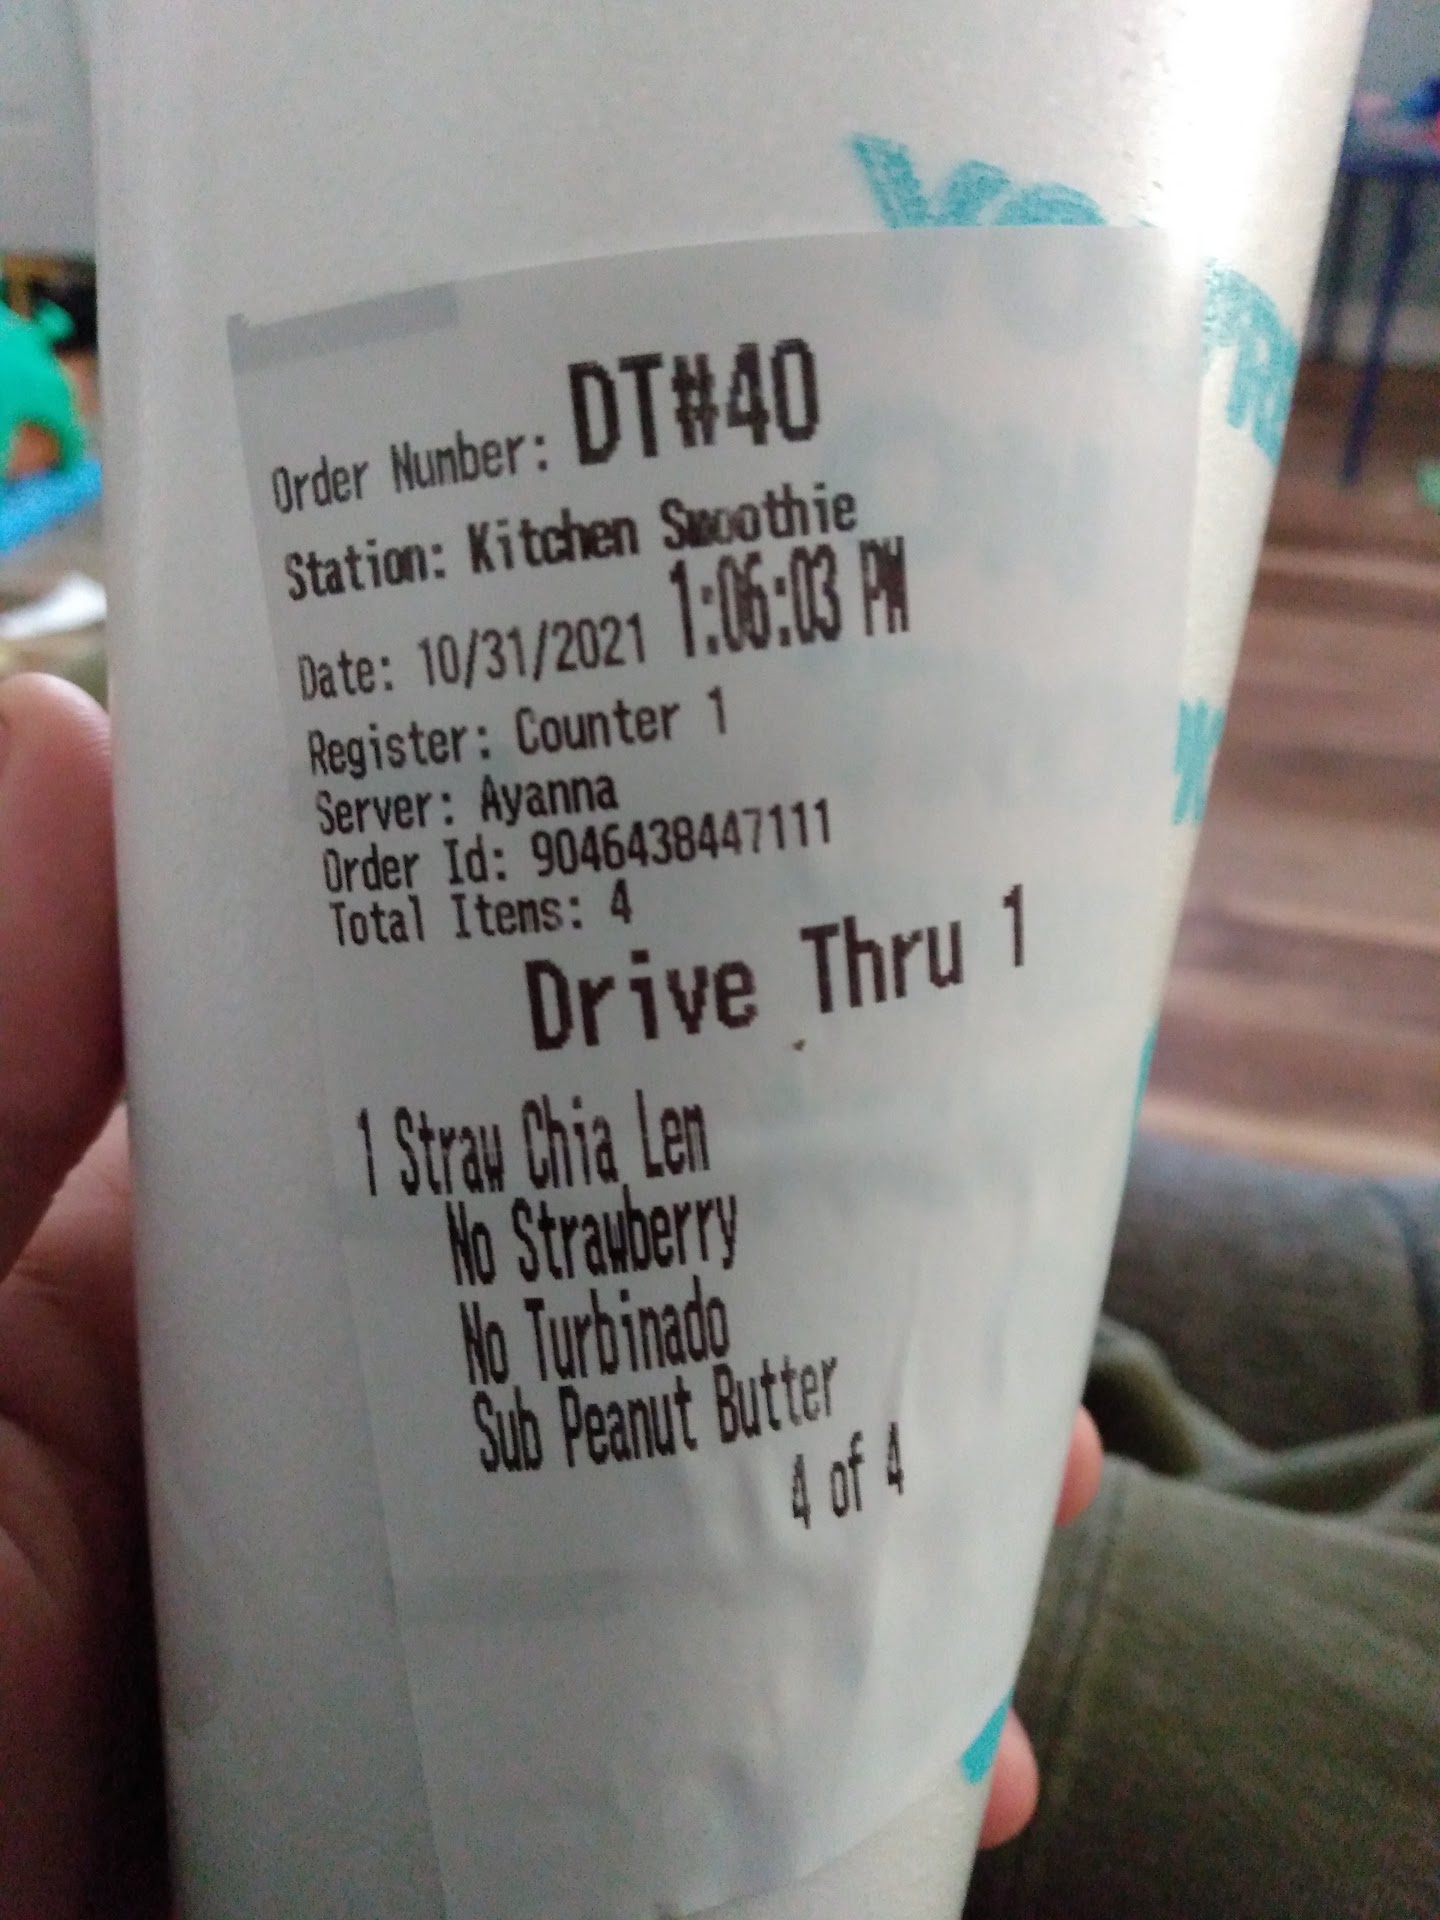 Order Number: DT#40
Station: Kitchen Smoothie
Date: 10/31/2021 1:06:03 PM
Register: Counter 1
Server: Ayanna
Order Id: 9046438447111
Total Items: 4
Drive Thru 1
1 Straw Chia Lem
No Strawberry
No Turbinado
Sub Peanut Butter
4 of 4